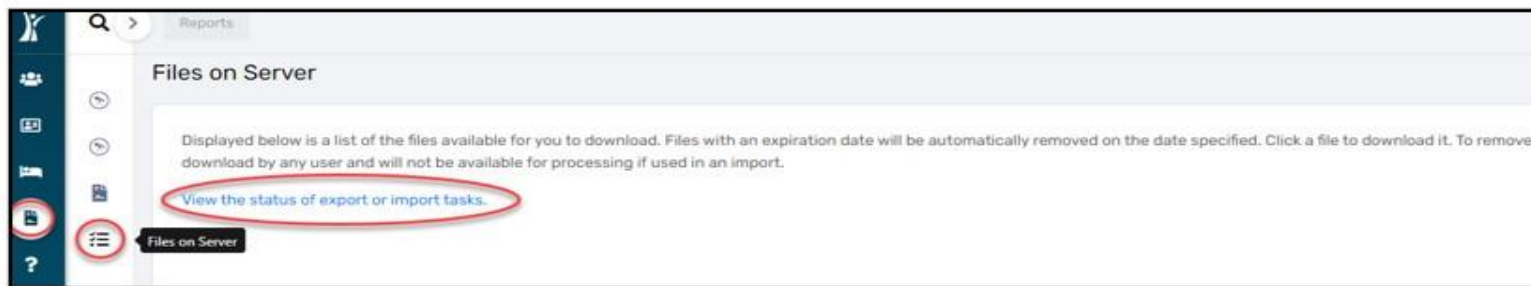 Reports
Files on Server
Displayed below is a list of the files available for you to download. Files with an expiration date will be automatically removed on the date specified. Click a file to download it. To remove
download by any user and will not be available for processing if used in an import.
View the status of export or import tasks.
Files on Server
?